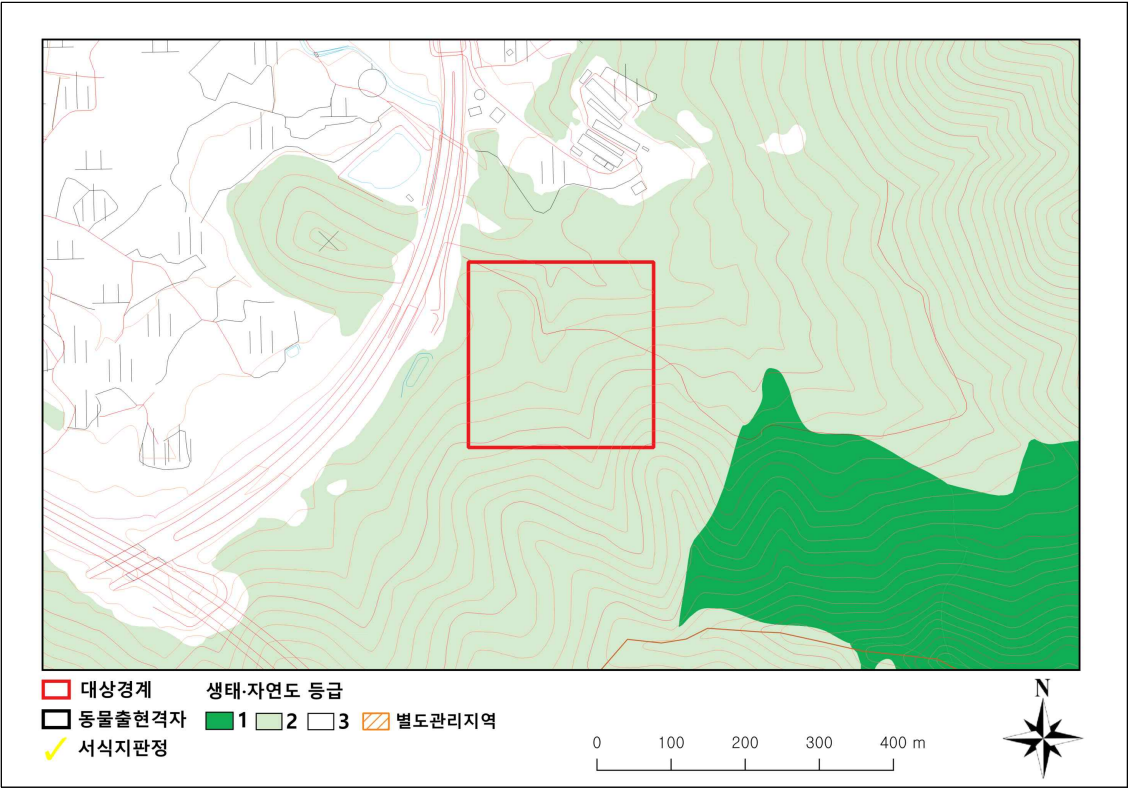 대상경계 생태·자연도 등급
동물출현격자 1 2 3 별도관리지역
서식지판정
0 100 200 300 400 m
N